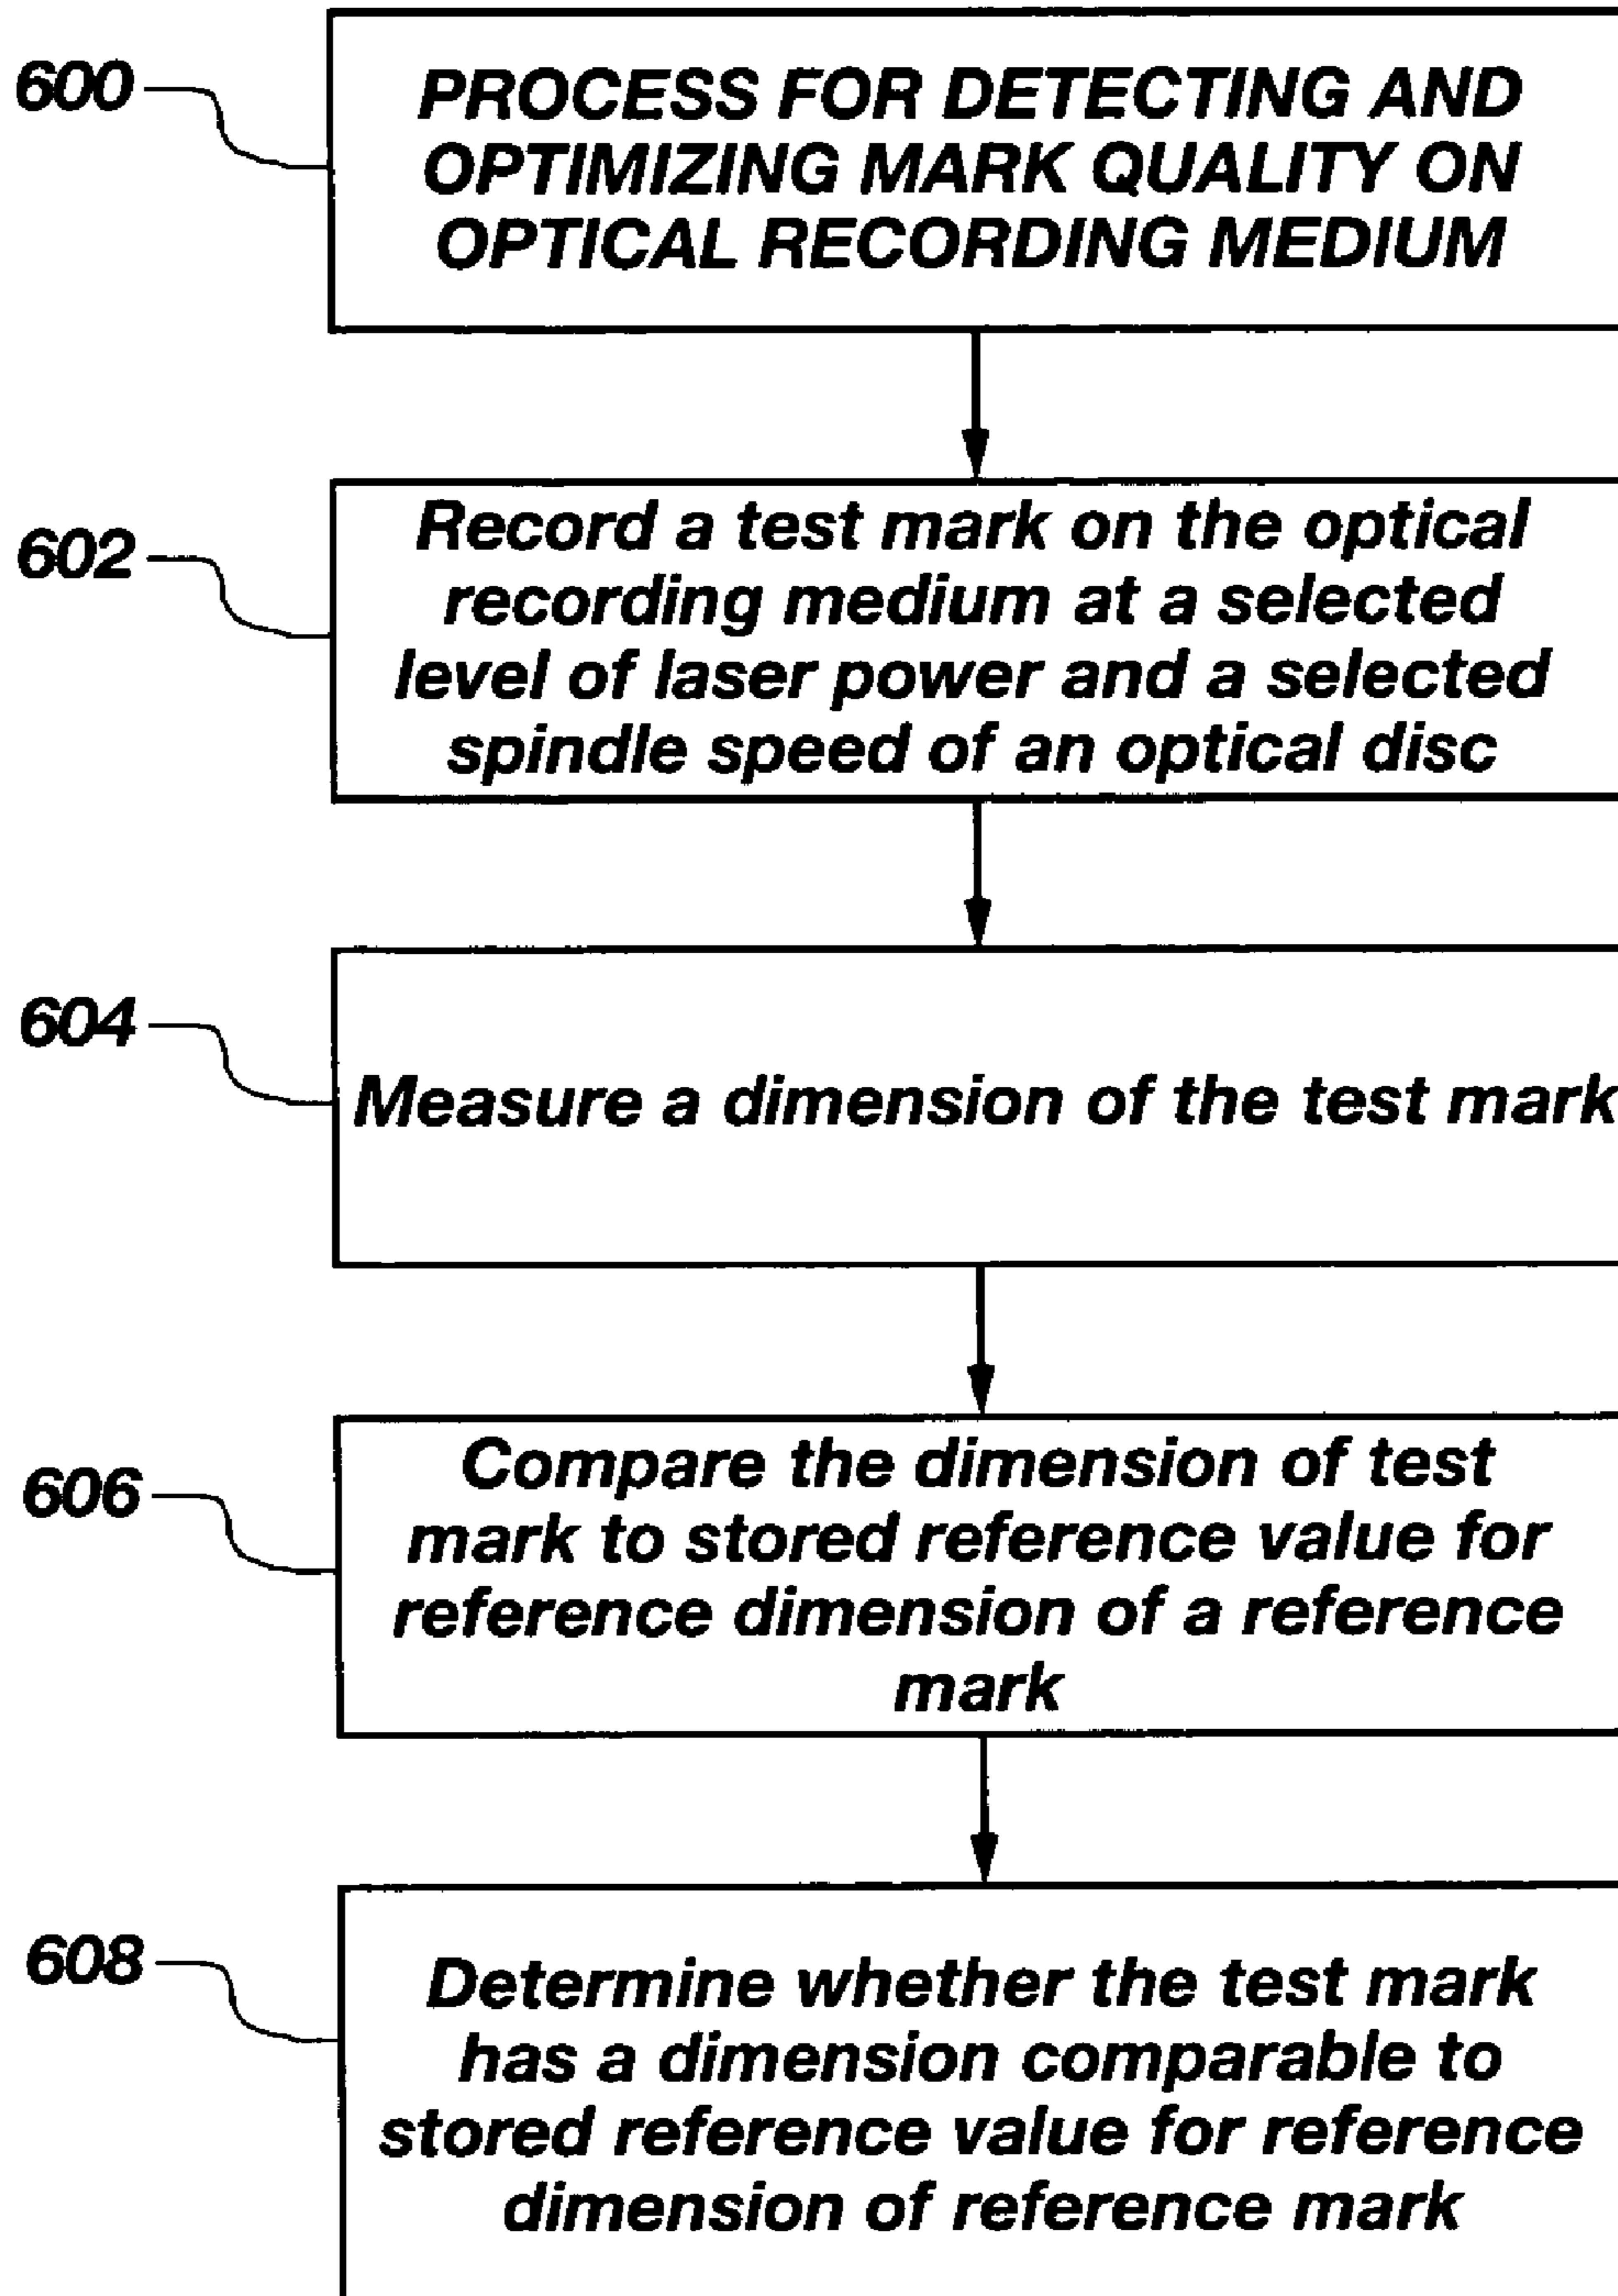 600
PROCESS FOR DETECTING AND
OPTIMIZING MARK QUALITY ON
OPTICAL RECORDING MEDIUM
602
Record a test mark on the optical
recording medium at a selected
level of laser power and a selected
spindle speed of an optical disc
604
Measure a dimension of the test mark
606
Compare the dimension of test
mark to stored reference value for
reference dimension of a reference
mark
608
Determine whether the test mark
has a dimension comparable to
stored reference value for reference
dimension of reference mark